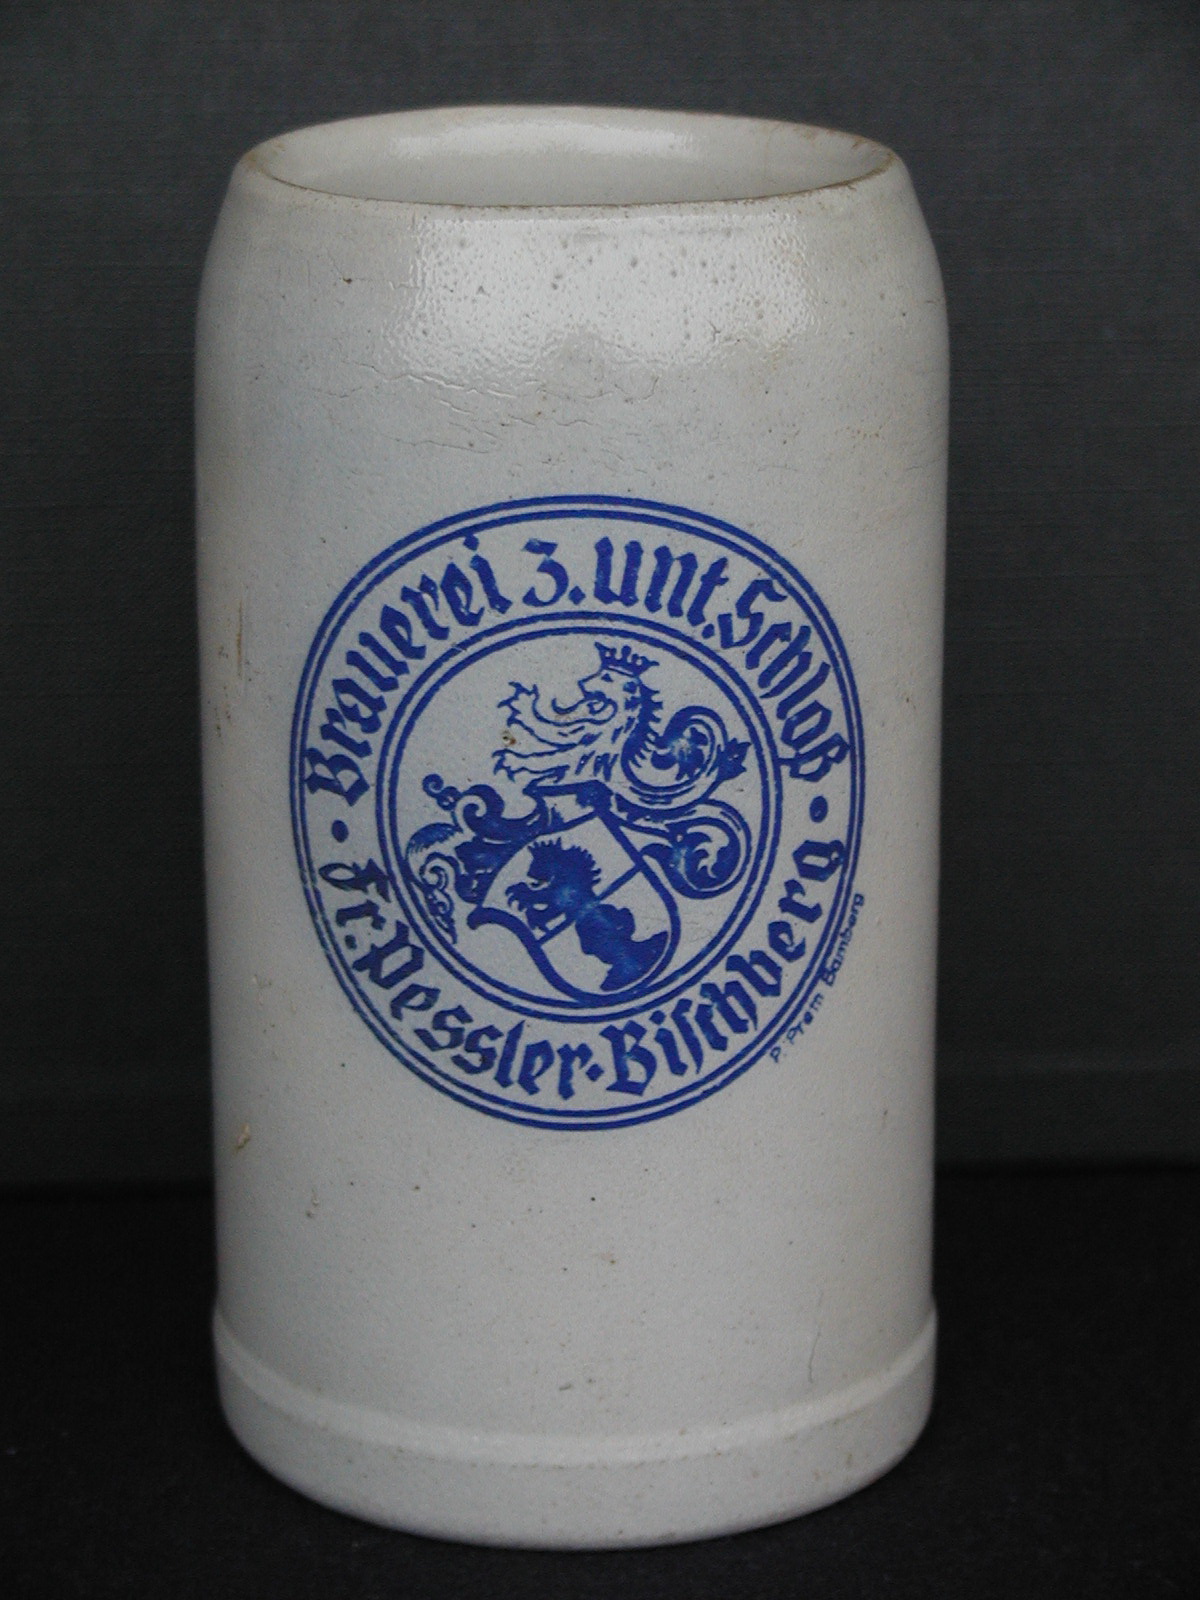 Brauerei z. unt. Schloß
Fr. Pessler · Bischberg
P. Prem Bamberg